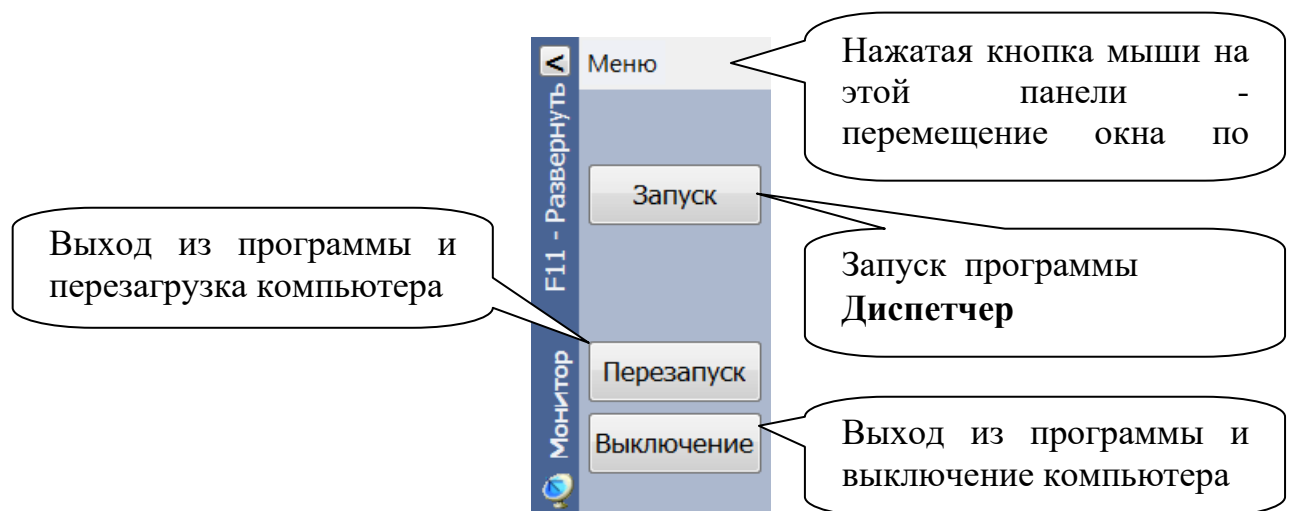 Меню
Нажатая кнопка мыши на
этой панели -
перемещение окна по
F11 - Развернуть <
Запуск
Выход из программы и
перезагрузка компьютера
Запуск программы
Диспетчер
Монитор
Перезапуск
Выключение
Выход из программы и
выключение компьютера